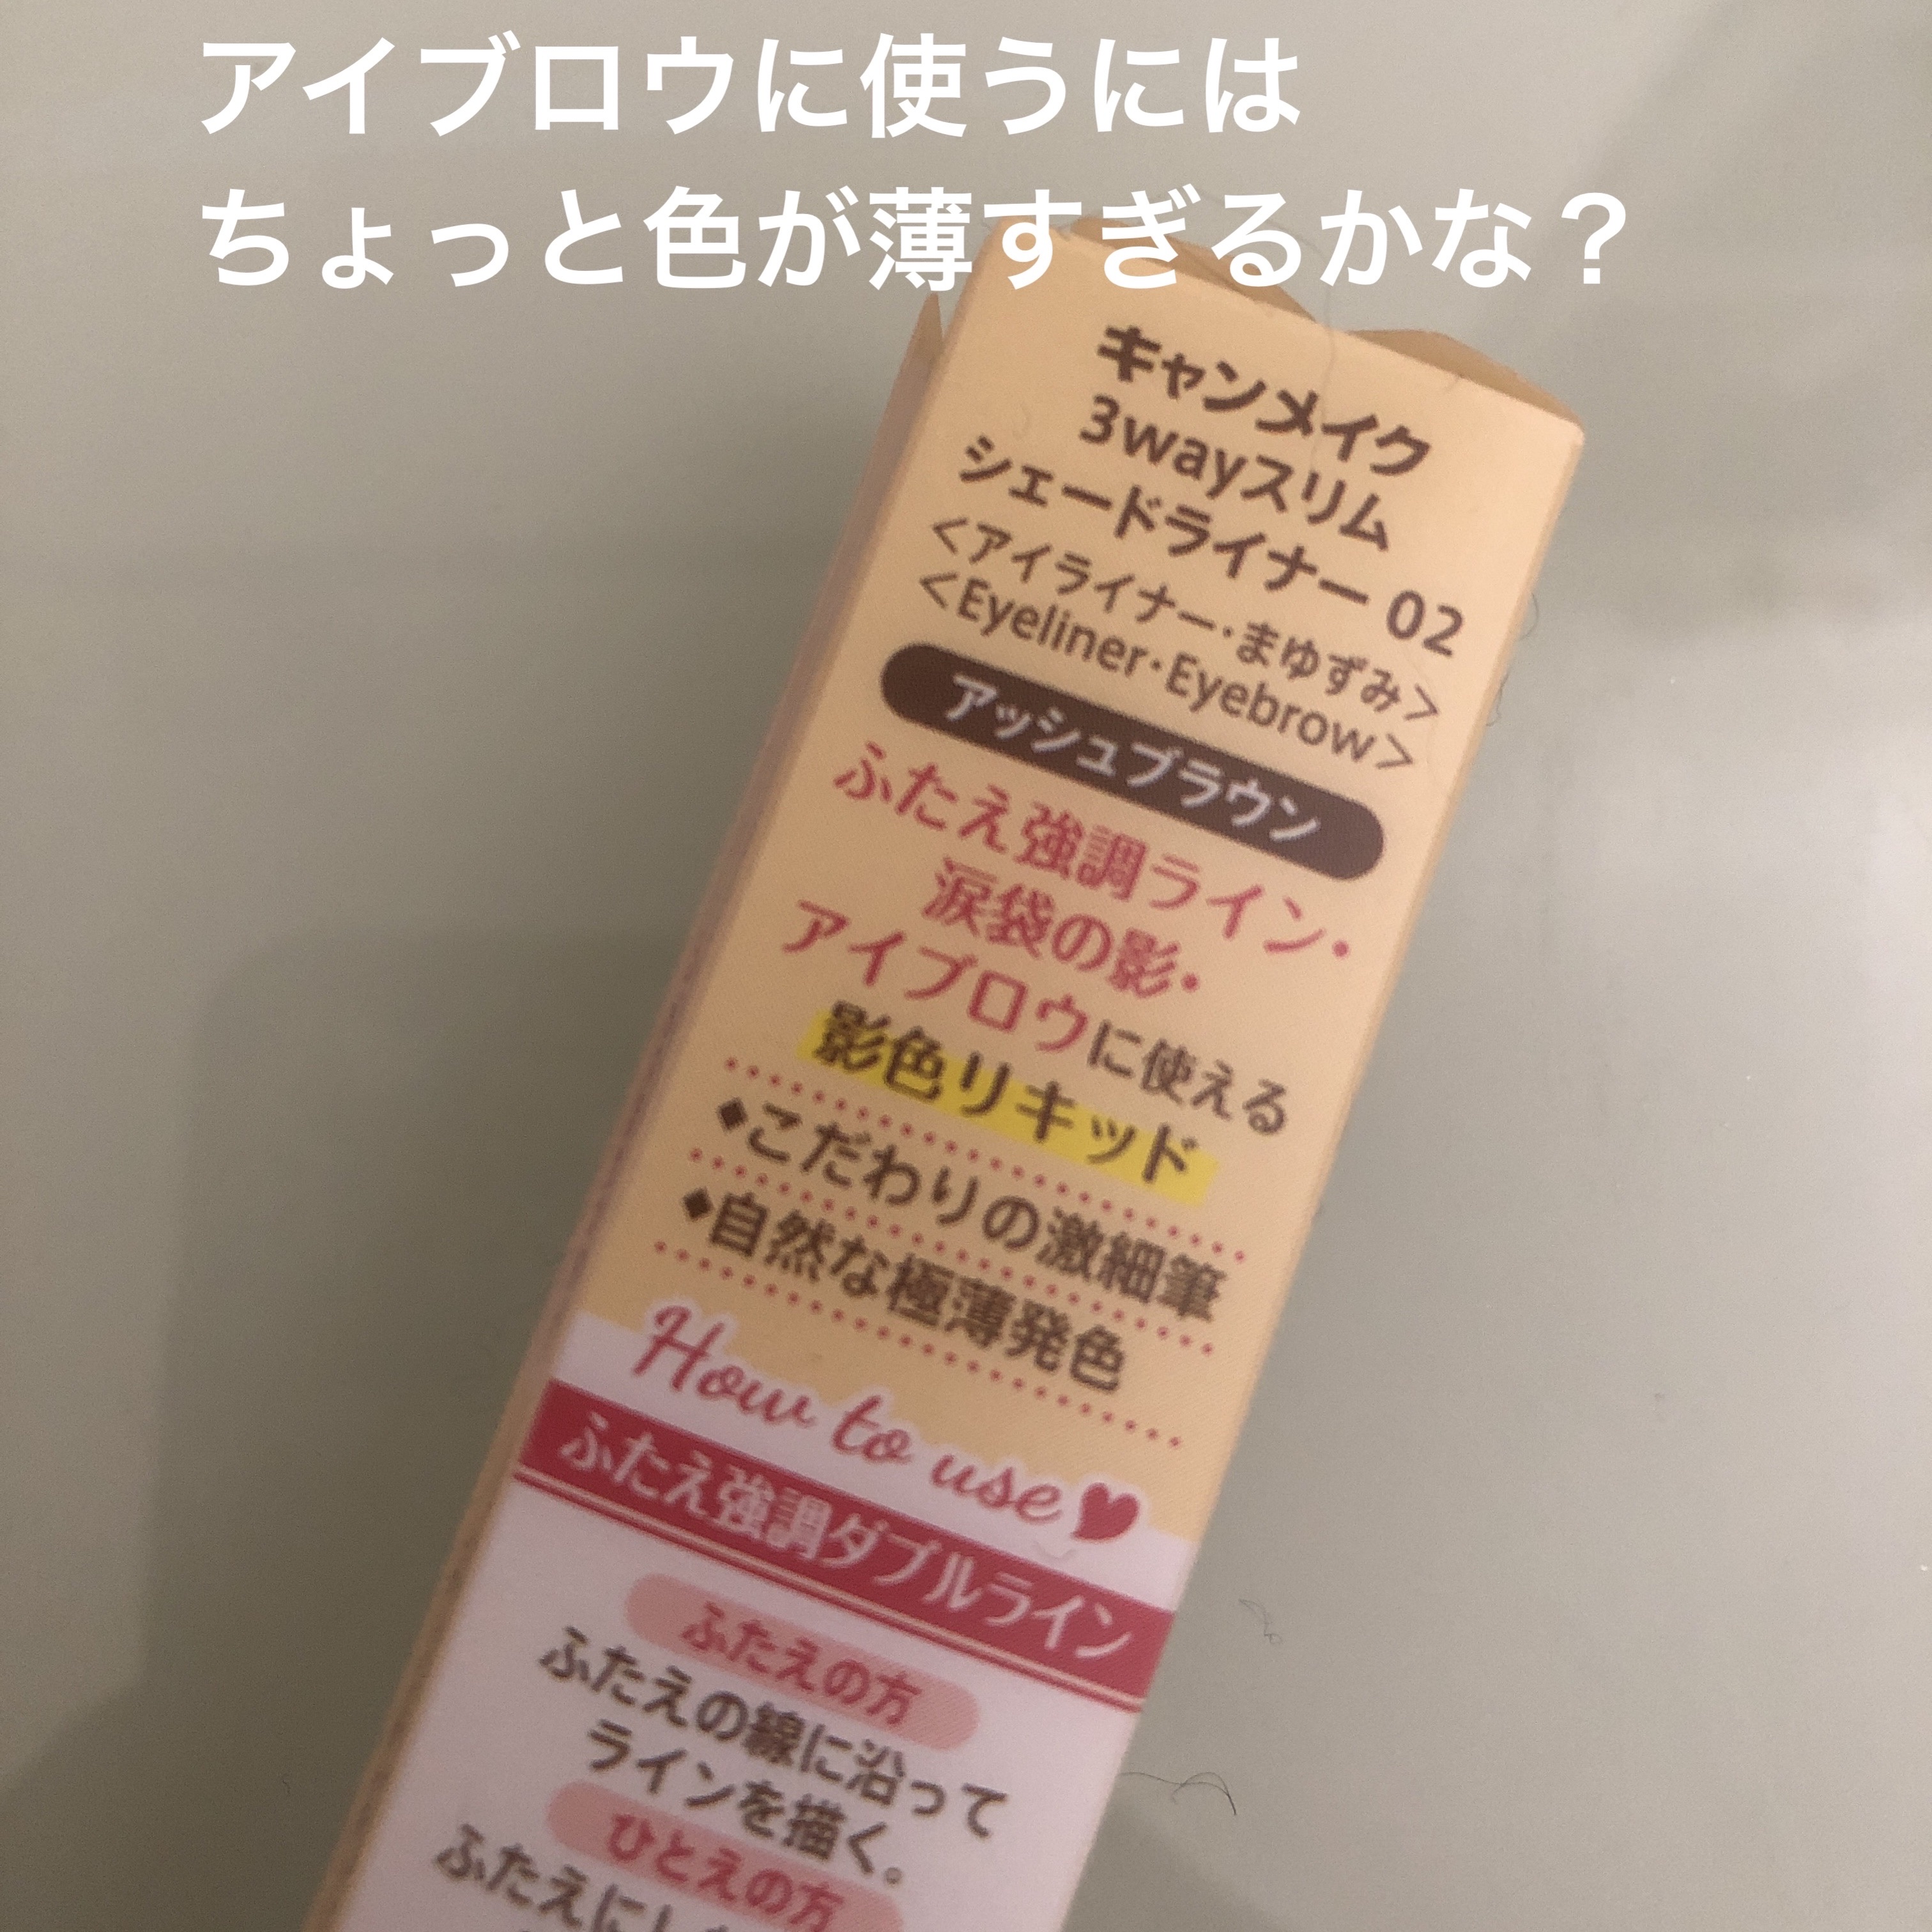 アイブロウに使うには
ちょっと色が薄すぎるかな？
キャンメイク
3wayスリム
シェードライナー 02
<アイライナー・まゆずみ>
<Eyeliner・Eyebrow>
アッシュブラウン
ふたえ強調ライン・
涙袋の影・
アイブロウに使える
影色リキッド
◆こだわりの激細筆
◆自然な極薄発色
How to use♥
ふたえ強調ダブルライン
ふたえの方
ふたえの線に沿って
ラインを描く。
ひとえの方
ふたえにし